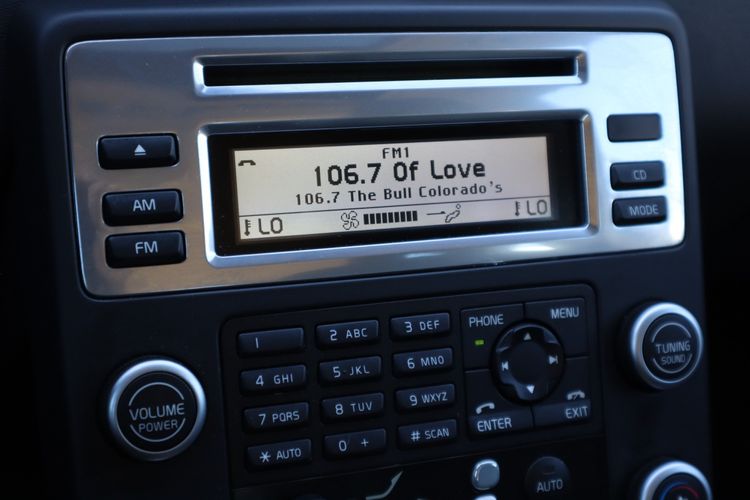 AM
FM
FM1
106.7 Of Love
106.7 The Bull Colorado's
LO
LO
CD
MODE
1
2 ABC
3 DEF
4 GHI
5 JKL
6 MNO
7 PQRS
8 TUV
9 WXYZ
* AUTO
0 +
# SCAN
PHONE
MENU
ENTER
EXIT
VOLUME
POWER
TUNING
SOUND
AUTO